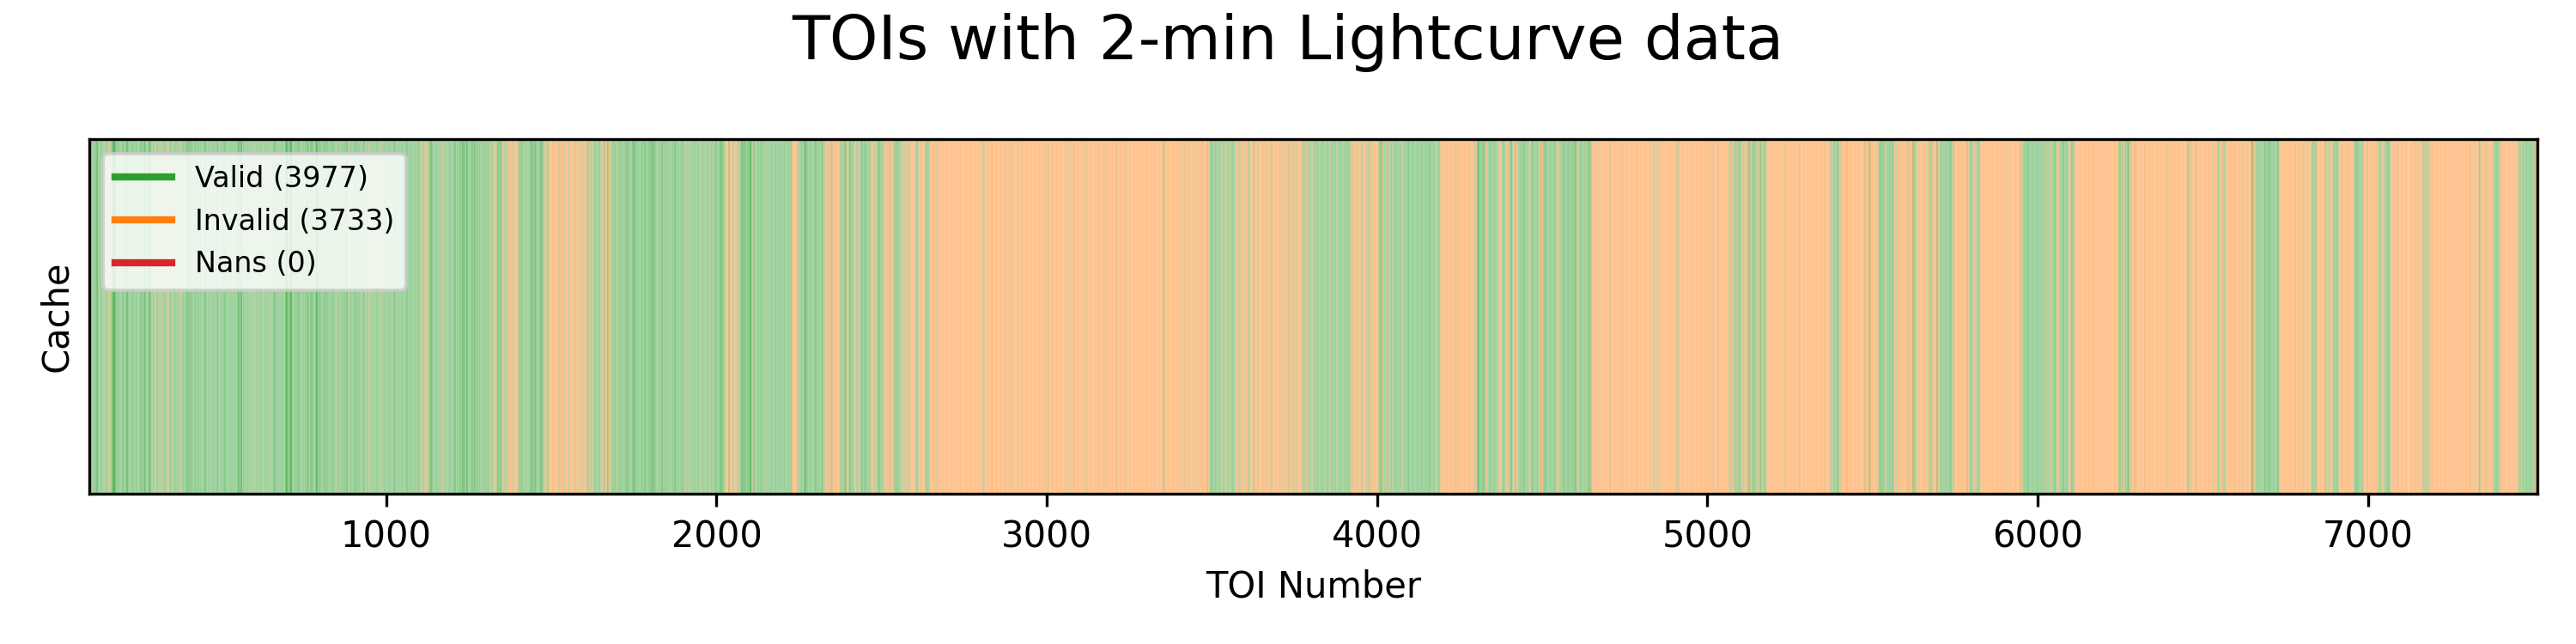 TOIs with 2-min Lightcurve data
Valid (3977)
Invalid (3733)
Nans (0)
Cache
1000 2000 3000 4000 5000 6000 7000
TOI Number